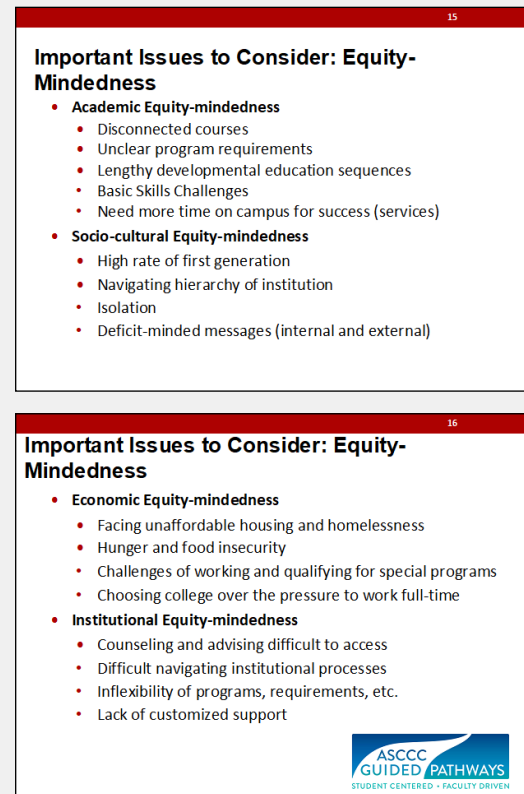 15
Important Issues to Consider: Equity-
Mindedness
• Academic Equity-mindedness
• Disconnected courses
• Unclear program requirements
• Lengthy developmental education sequences
• Basic Skills Challenges
• Need more time on campus for success (services)
• Socio-cultural Equity-mindedness
• High rate of first generation
• Navigating hierarchy of institution
• Isolation
• Deficit-minded messages (internal and external)
16
Important Issues to Consider: Equity-
Mindedness
• Economic Equity-mindedness
• Facing unaffordable housing and homelessness
• Hunger and food insecurity
• Challenges of working and qualifying for special programs
• Choosing college over the pressure to work full-time
• Institutional Equity-mindedness
• Counseling and advising difficult to access
• Difficult navigating institutional processes
• Inflexibility of programs, requirements, etc.
• Lack of customized support
ASCCC
GUIDED PATHWAYS
STUDENT CENTERED • FACULTY DRIVEN